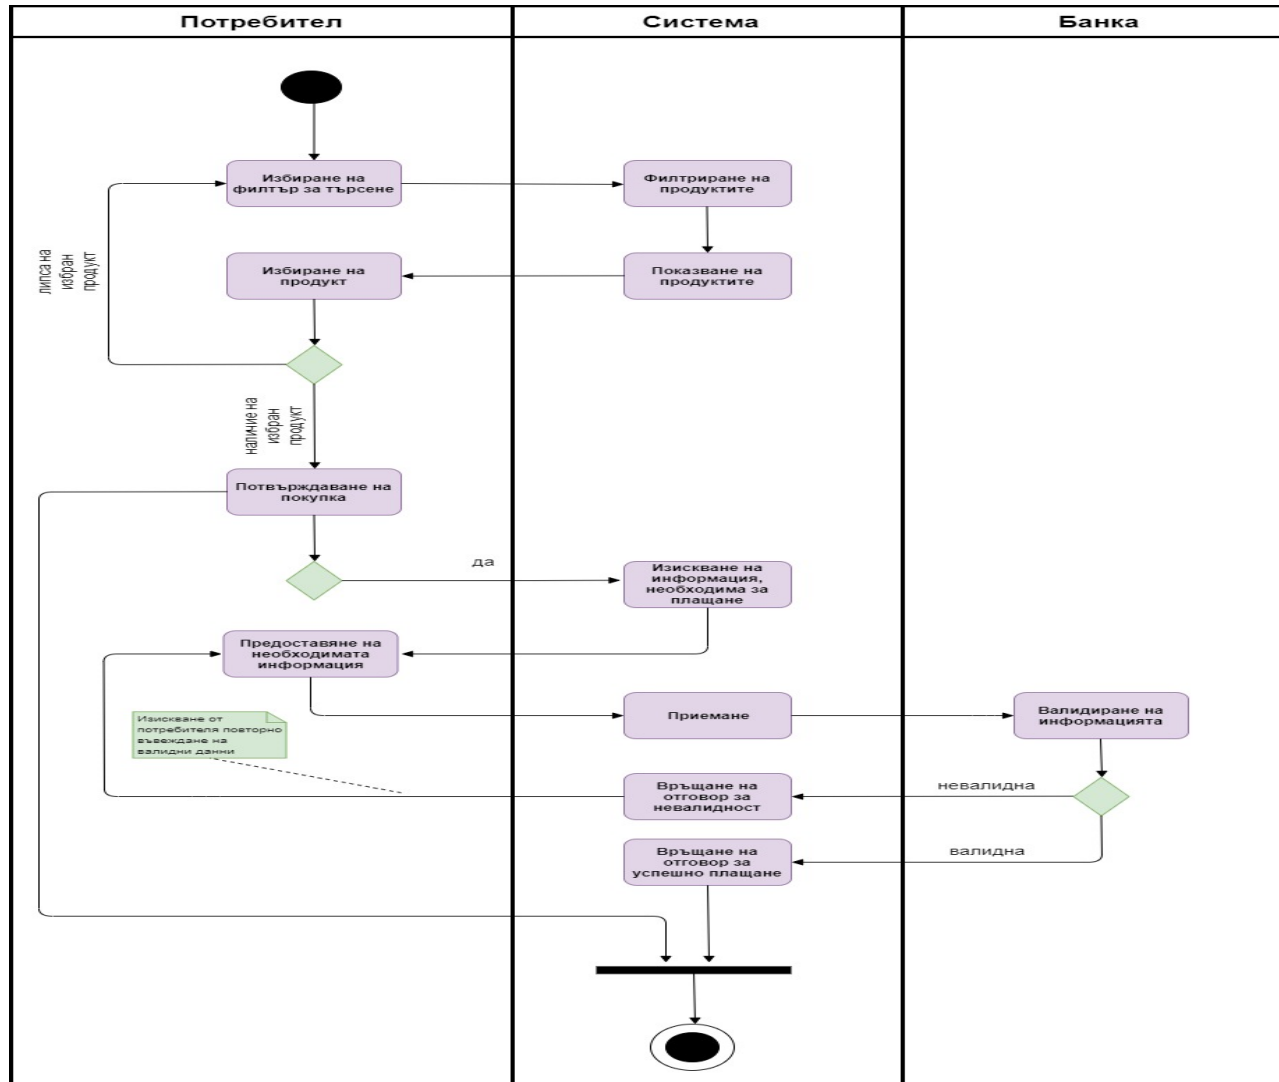 Потребител
Система
Банка
Избиране на
филтър за търсене
Филтриране на
продуктите
липса на
избран
продукт
Избиране на
продукт
Показване на
продуктите
наличие на
избран
продукт
Потвърждаване на
покупка
да
Изискване на
информация,
необходима за
плащане
Предоставяне на
необходимата
информация
Изискване от
потребителя повторно
въвеждане на
валидни данни
Приемане
Валидиране на
информацията
Връщане на
отговор за
невалидност
невалидна
Връщане на
отговор за
успешно плащане
валидна